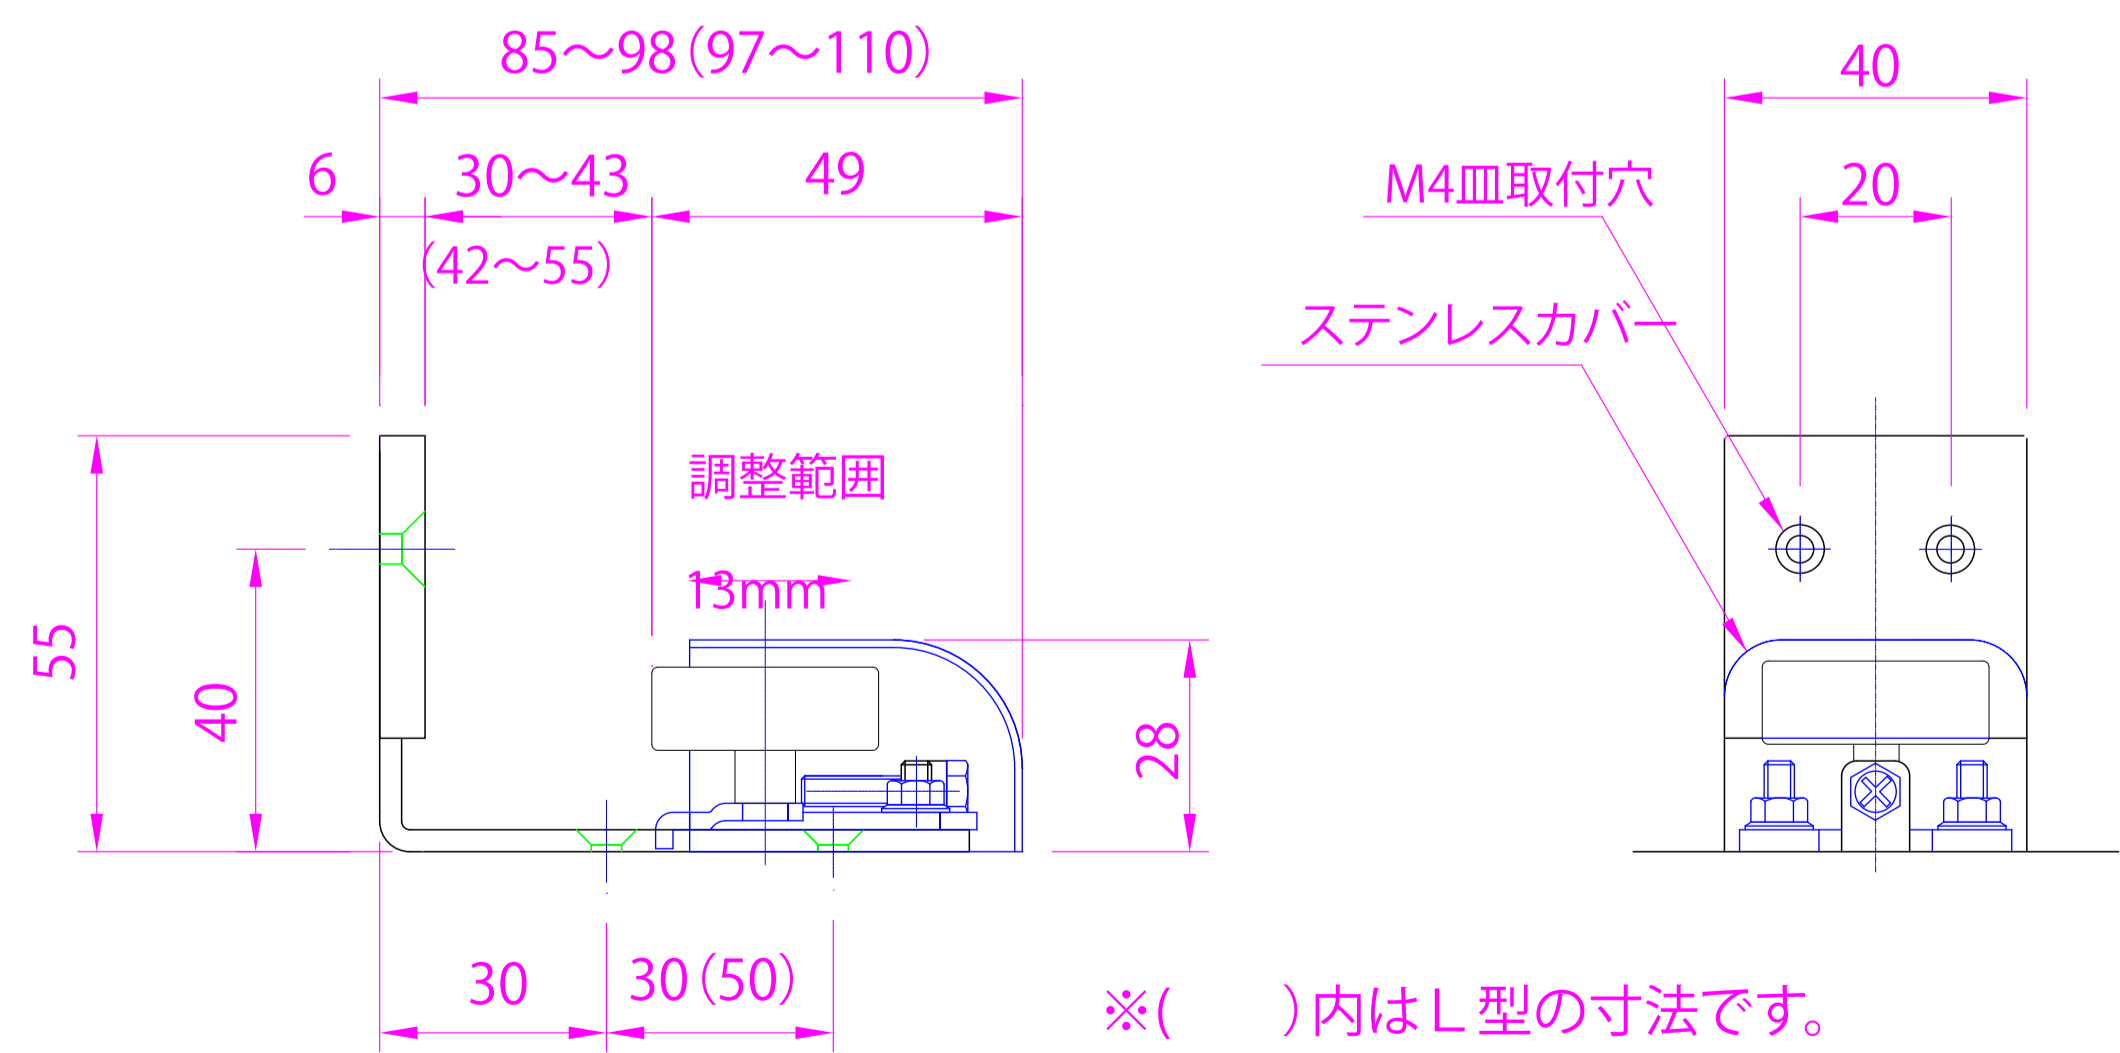 85～98（97～110）
6
30～43
49
（42～55）
調整範囲
13mm
55
40
28
30
30（50）
40
M4皿取付穴
20
ステンレスカバー
※(　　）内はＬ型の寸法です。